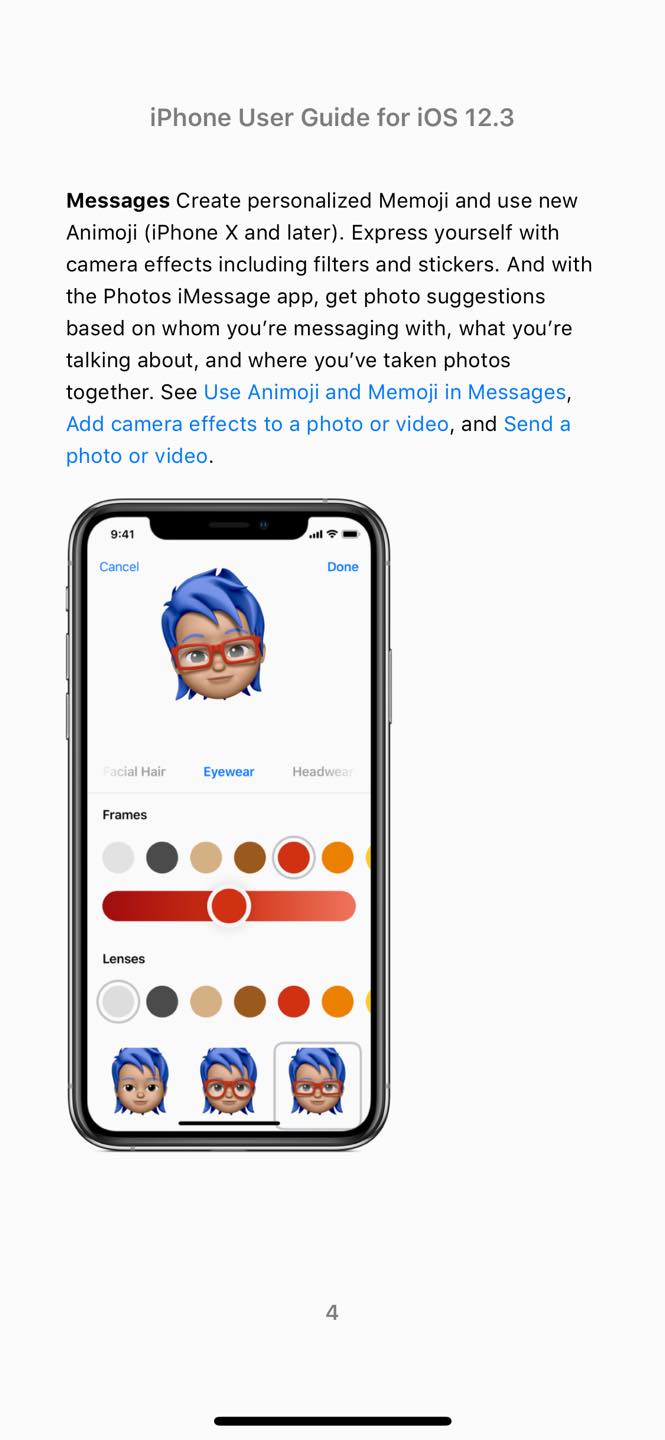 iPhone User Guide for iOS 12.3
Messages Create personalized Memoji and use new
Animoji (iPhone X and later). Express yourself with
camera effects including filters and stickers. And with
the Photos iMessage app, get photo suggestions
based on whom you’re messaging with, what you’re
talking about, and where you’ve taken photos
together. See Use Animoji and Memoji in Messages,
Add camera effects to a photo or video, and Send a
photo or video.
9:41
Cancel Done
Facial Hair Eyewear Headwear
Frames
Lenses
4